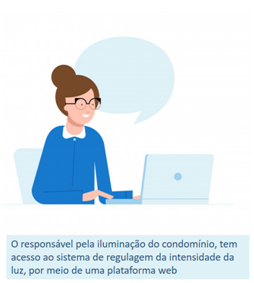 O responsável pela iluminação do condomínio, tem
acesso ao sistema de regulagem da intensidade da
luz, por meio de uma plataforma web